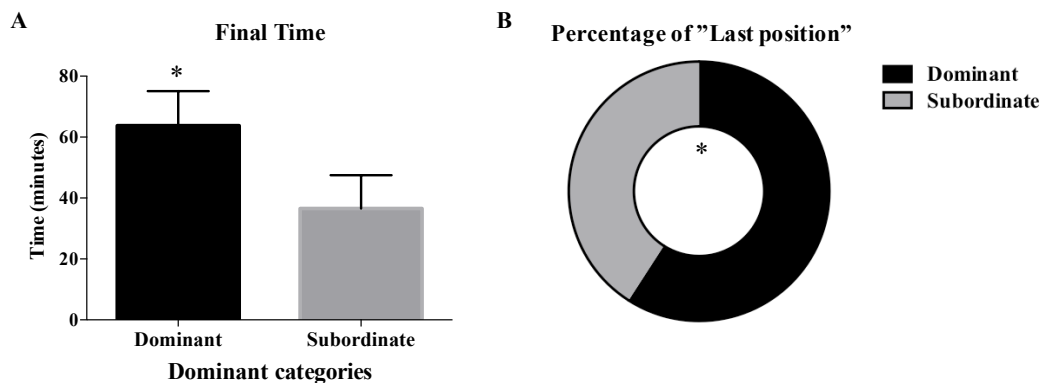 A
Final Time
*
80
60
40
20
0
Time (minutes)
Dominant
Subordinate
Dominant categories
B
Percentage of ”Last position”
*
Dominant
Subordinate